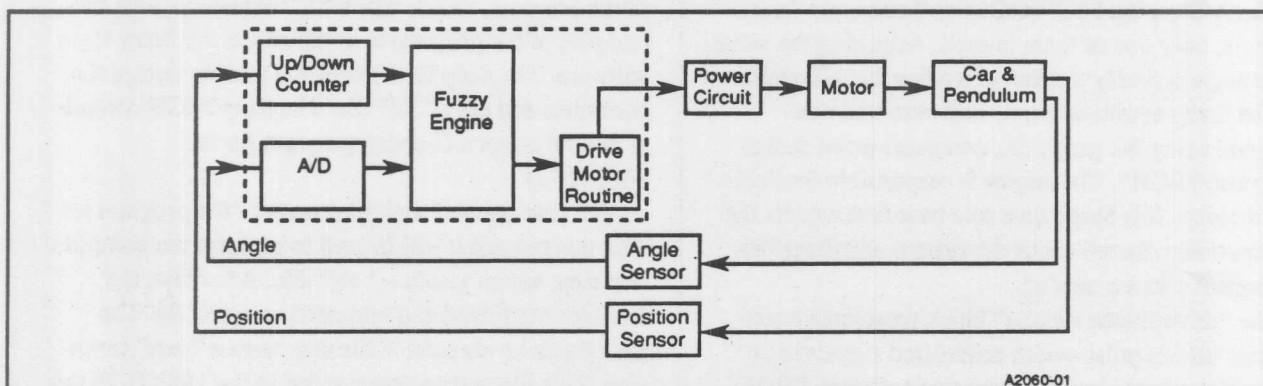 Up/Down
Counter
Fuzzy
Engine
A/D
Drive
Motor
Routine
Power
Circuit
Motor
Car &
Pendulum
Angle
Angle
Sensor
Position
Position
Sensor
A2060-01